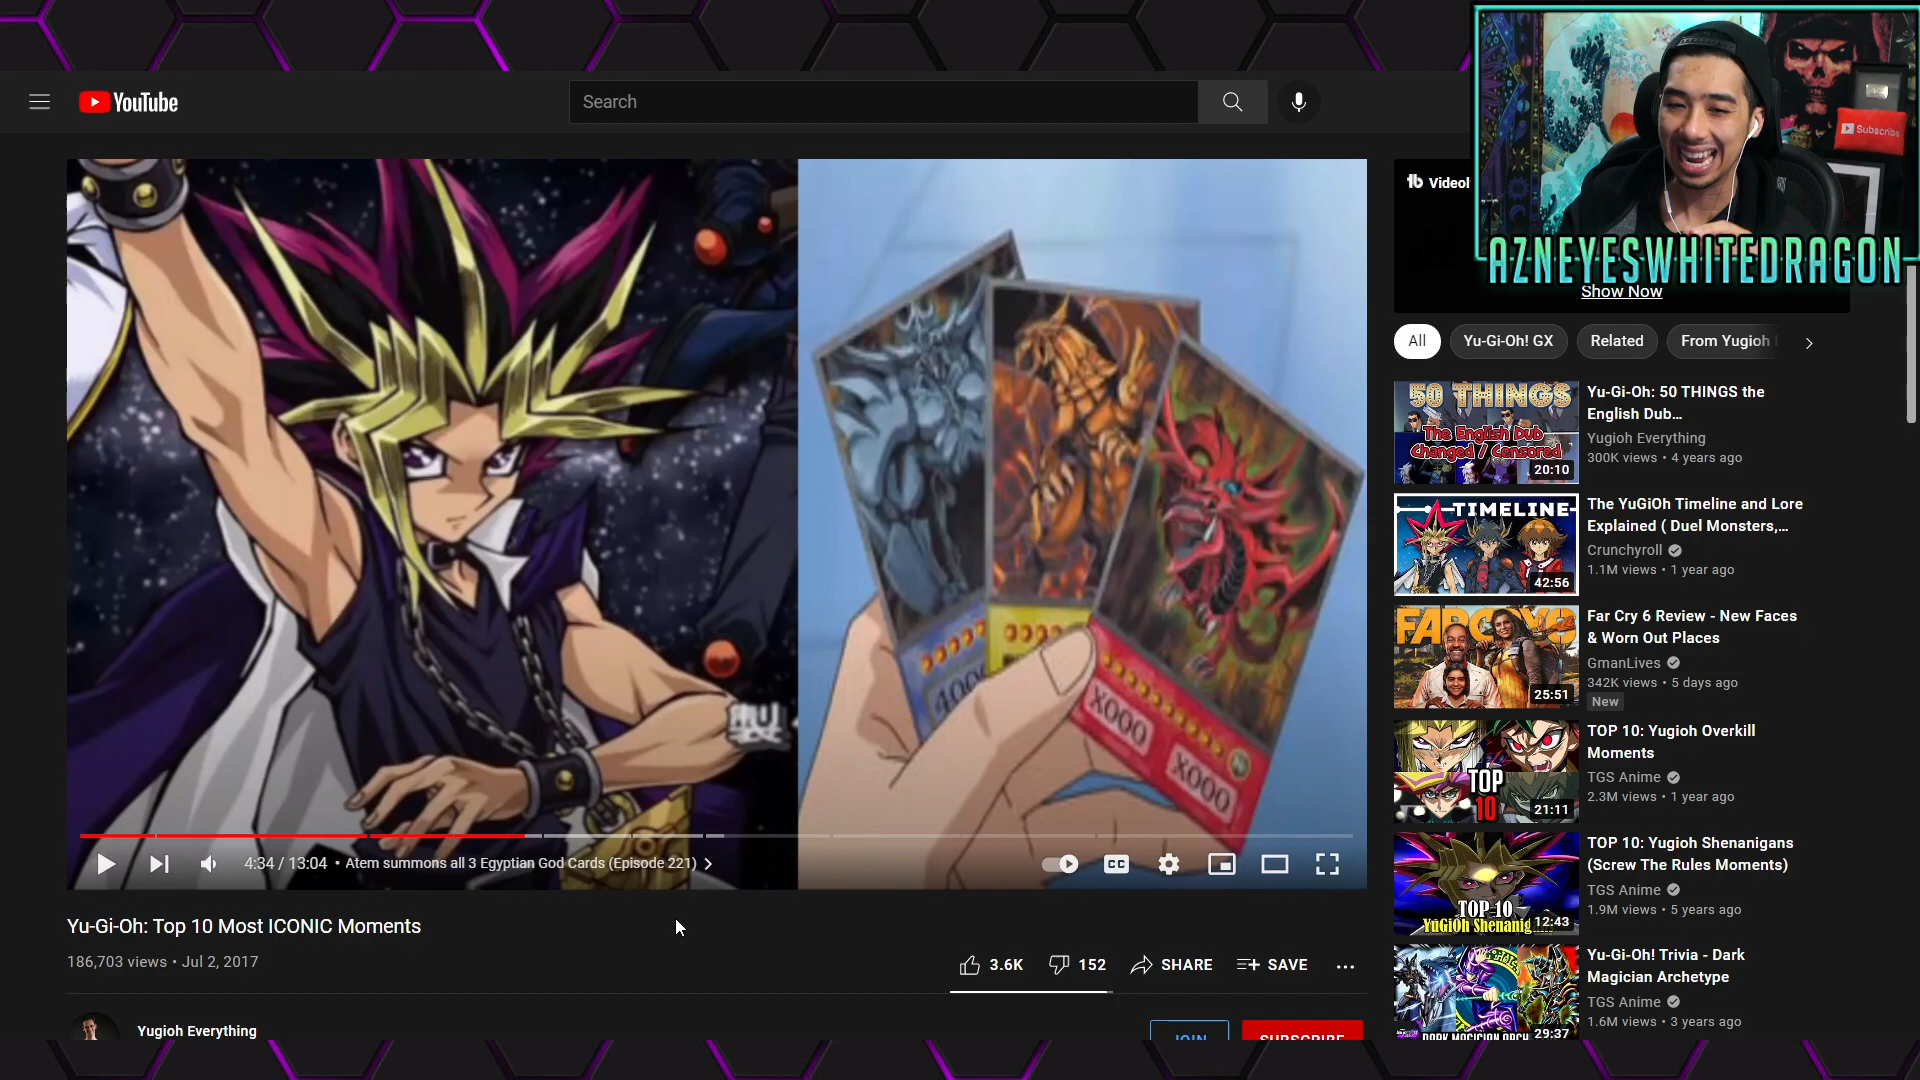 YouTube
Search
Subscribe
AZNEYESWHITEDRAGON
Show Now
All
Yu-Gi-Oh! GX
Related
From Yugioh
X000
X000
4:34 / 13:04 • Atem summons all 3 Egyptian God Cards (Episode 221)
CC
Yu-Gi-Oh: Top 10 Most ICONIC Moments
186,703 views • Jul 2, 2017
3.6K
152
SHARE
SAVE
Yugioh Everything
JOIN
SUBSCRIBE
50 THINGS
The English Dub
Changed / Censored
20:10
Yu-Gi-Oh: 50 THINGS the
English Dub...
Yugioh Everything
300K views • 4 years ago
TIMELINE
42:56
The YuGiOh Timeline and Lore
Explained ( Duel Monsters,...
Crunchyroll
1.1M views • 1 year ago
25:51
Far Cry 6 Review - New Faces
& Worn Out Places
GmanLives
342K views • 5 days ago
New
TOP
10
21:11
TOP 10: Yugioh Overkill
Moments
TGS Anime
2.3M views • 1 year ago
TOP 10
12:43
TOP 10: Yugioh Shenanigans
(Screw The Rules Moments)
TGS Anime
1.9M views • 5 years ago
29:37
Yu-Gi-Oh! Trivia - Dark
Magician Archetype
TGS Anime
1.6M views • 3 years ago